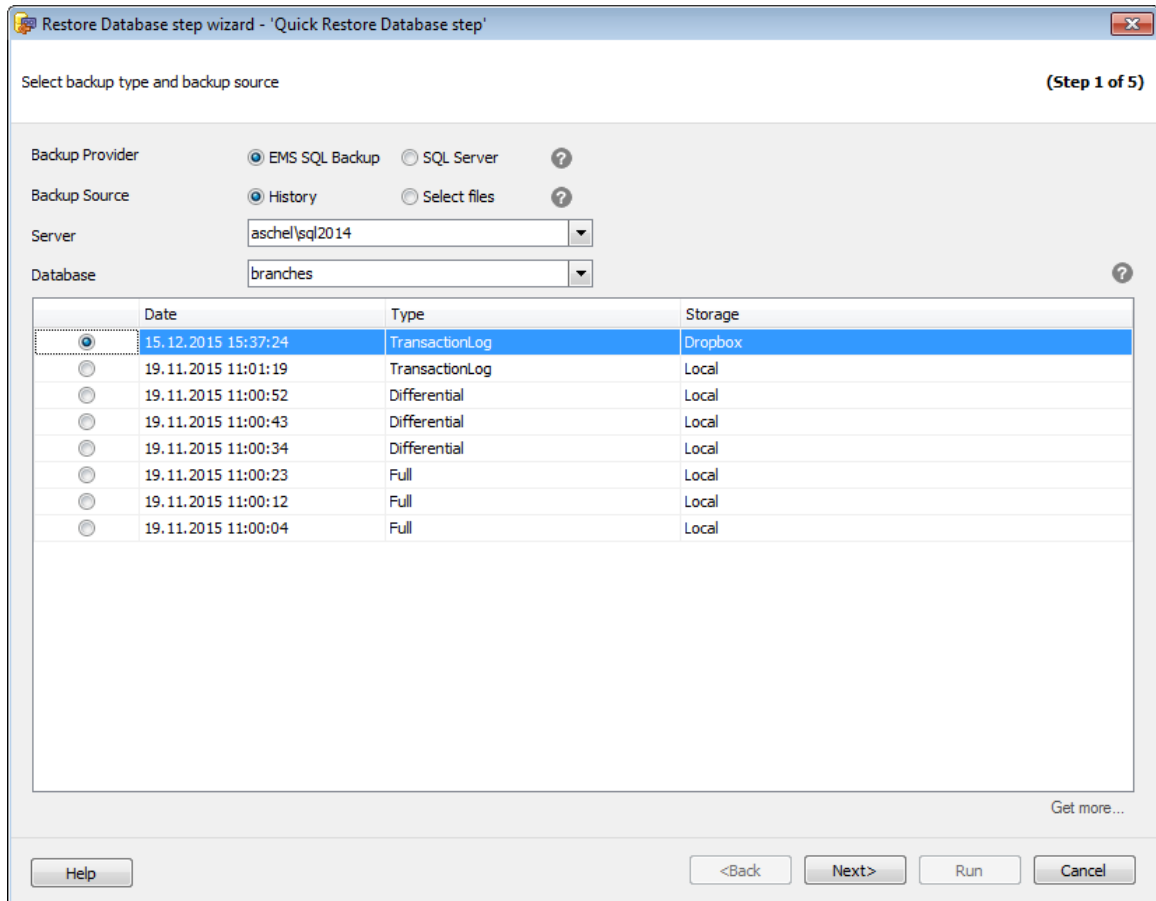 Restore Database step wizard - 'Quick Restore Database step'
Select backup type and backup source (Step 1 of 5)
Backup Provider EMS SQL Backup SQL Server ?
Backup Source History Select files ?
Server aschel\sql2014
Database branches ?
Date Type Storage
15.12.2015 15:37:24 TransactionLog Dropbox
19.11.2015 11:01:19 TransactionLog Local
19.11.2015 11:00:52 Differential Local
19.11.2015 11:00:43 Differential Local
19.11.2015 11:00:34 Differential Local
19.11.2015 11:00:23 Full Local
19.11.2015 11:00:12 Full Local
19.11.2015 11:00:04 Full Local
Get more...
Help <Back Next> Run Cancel